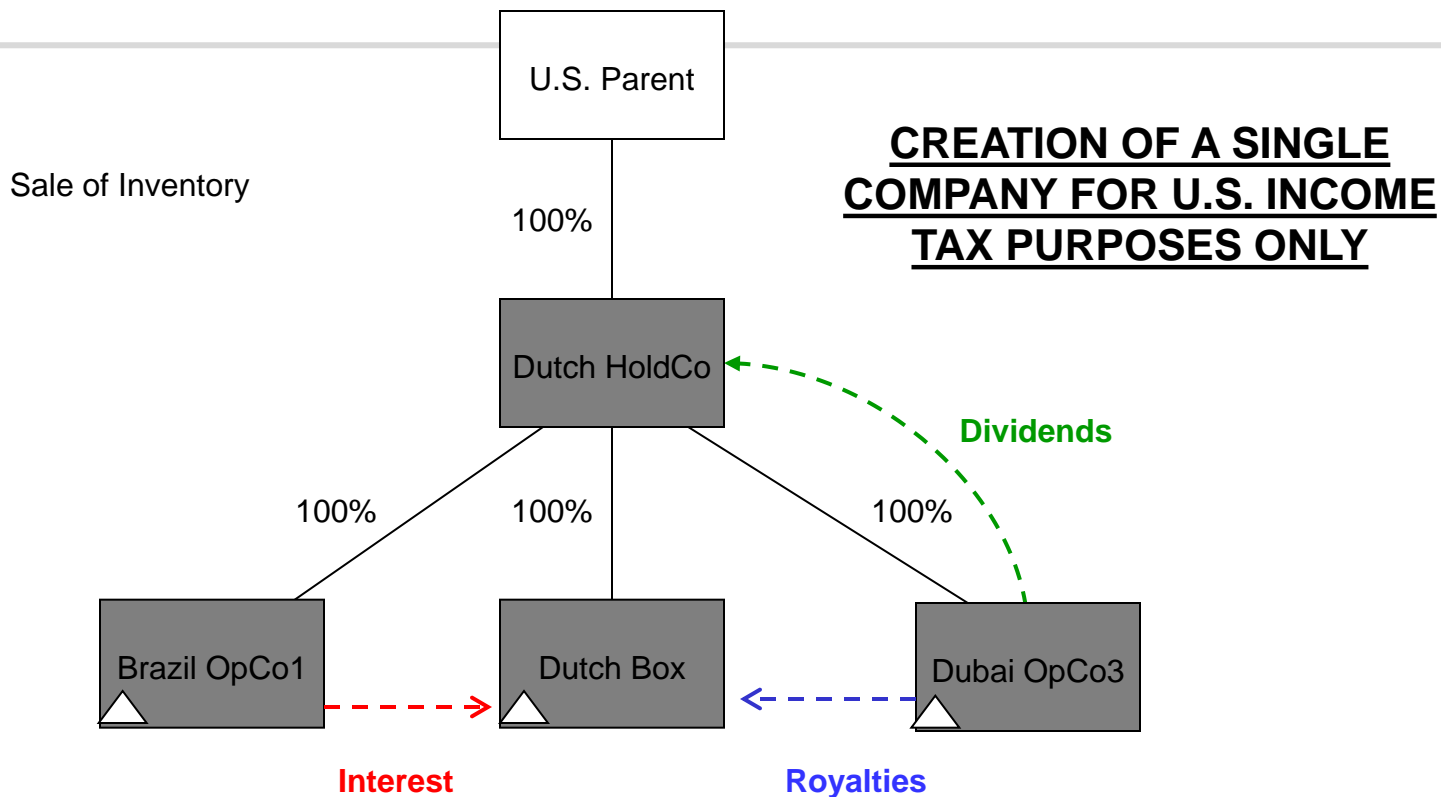 U.S. Parent
CREATION OF A SINGLE
COMPANY FOR U.S. INCOME
TAX PURPOSES ONLY
Sale of Inventory
100%
Dutch HoldCo
Dividends
100%
100%
100%
Brazil OpCo1
Dutch Box
Dubai OpCo3
Interest
Royalties